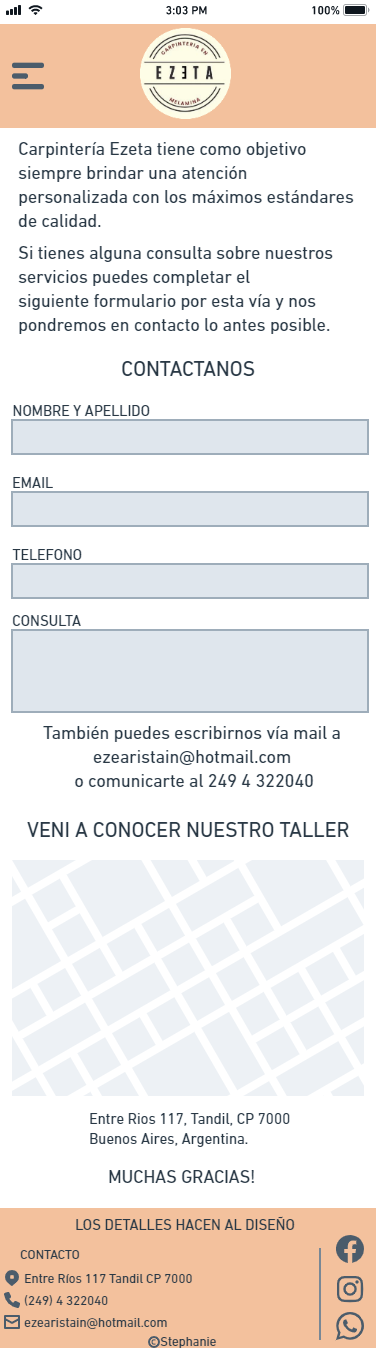 3:03 PM
100%
CARPINTERIA EN
EZETA
MELAMINA
Carpintería Ezeta tiene como objetivo
siempre brindar una atención
personalizada con los máximos estándares
de calidad.
Si tienes alguna consulta sobre nuestros
servicios puedes completar el
siguiente formulario por esta vía y nos
pondremos en contacto lo antes posible.
CONTACTANOS
NOMBRE Y APELLIDO
EMAIL
TELEFONO
CONSULTA
También puedes escribirnos vía mail a
ezearistain@hotmail.com
o comunicarte al 249 4 322040
VENI A CONOCER NUESTRO TALLER
Entre Rios 117, Tandil, CP 7000
Buenos Aires, Argentina.
MUCHAS GRACIAS!
LOS DETALLES HACEN AL DISEÑO
CONTACTO
Entre Ríos 117 Tandil CP 7000
(249) 4 322040
ezearistain@hotmail.com
©Stephanie